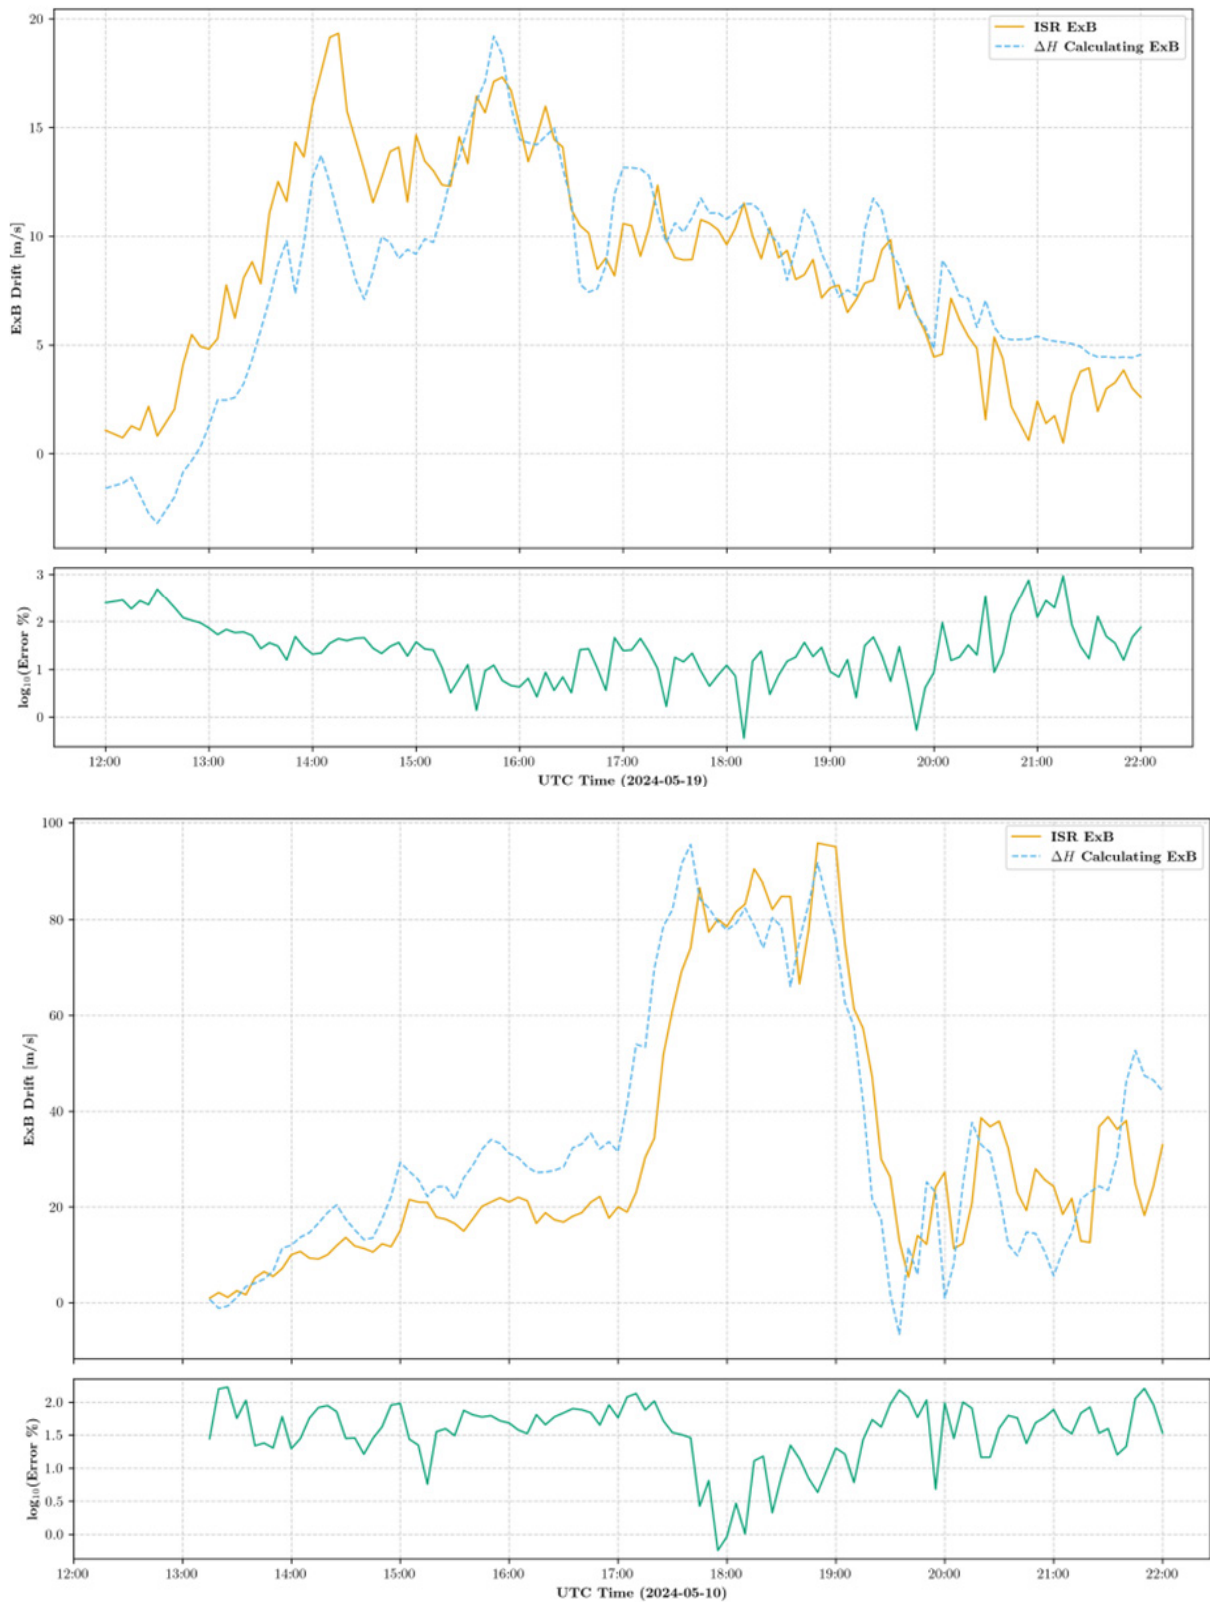 20
15
10
5
0
ExB Drift [m/s]
ISR ExB
ΔH Calculating ExB
3
2
1
0
log₁₀(Error %)
12:00 13:00 14:00 15:00 16:00 17:00 18:00 19:00 20:00 21:00 22:00
UTC Time (2024-05-19)
100
80
60
40
20
0
ExB Drift [m/s]
ISR ExB
ΔH Calculating ExB
2.0
1.5
1.0
0.5
0.0
log₁₀(Error %)
12:00 13:00 14:00 15:00 16:00 17:00 18:00 19:00 20:00 21:00 22:00
UTC Time (2024-05-10)